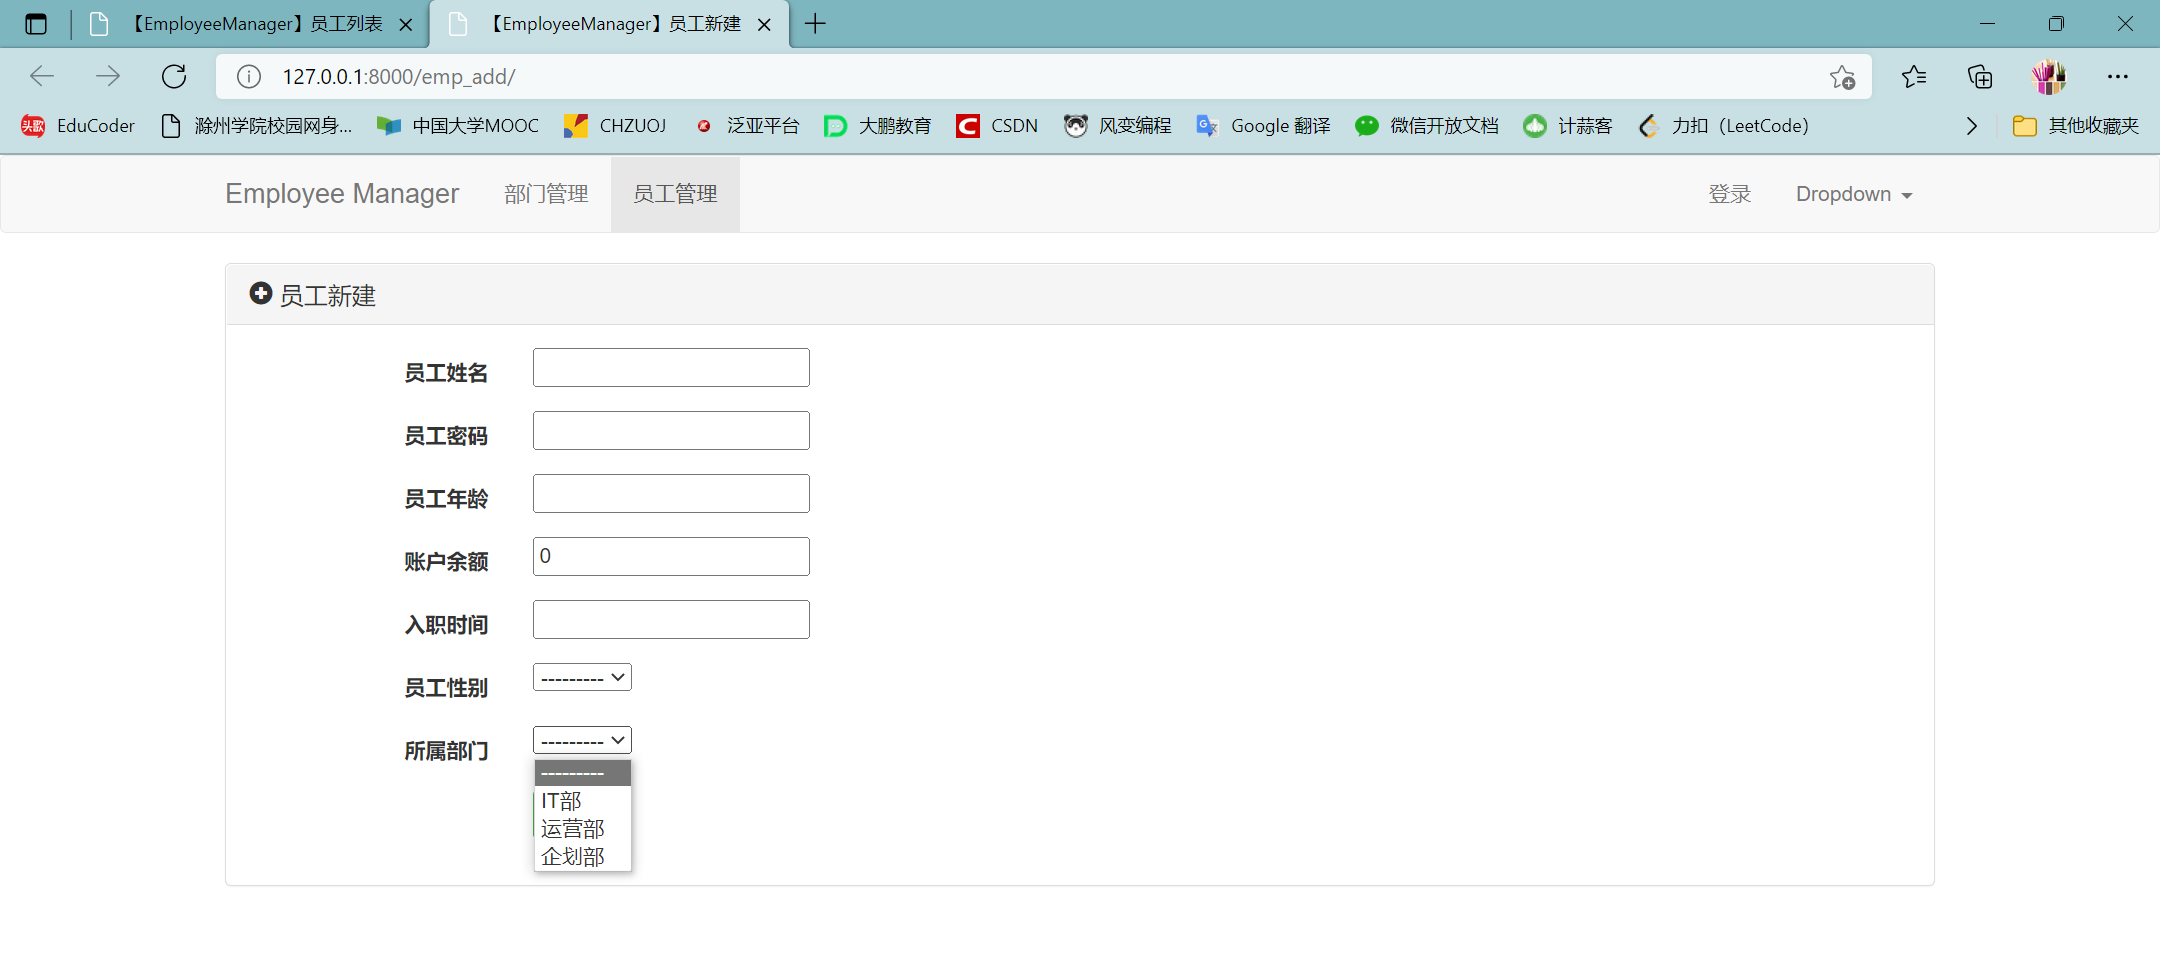 【EmployeeManager】员工列表
【EmployeeManager】员工新建
127.0.0.1:8000/emp_add/
头歌 EduCoder
滁州学院校园网身...
中国大学MOOC
CHZUOJ
泛亚平台
大鹏教育
CSDN
风变编程
Google 翻译
微信开放文档
计蒜客
力扣（LeetCode）
其他收藏夹
Employee Manager
部门管理
员工管理
登录
Dropdown
员工新建
员工姓名
员工密码
员工年龄
账户余额 0
入职时间
员工性别 ---------
所属部门 ---------
---------
IT部
运营部
企划部